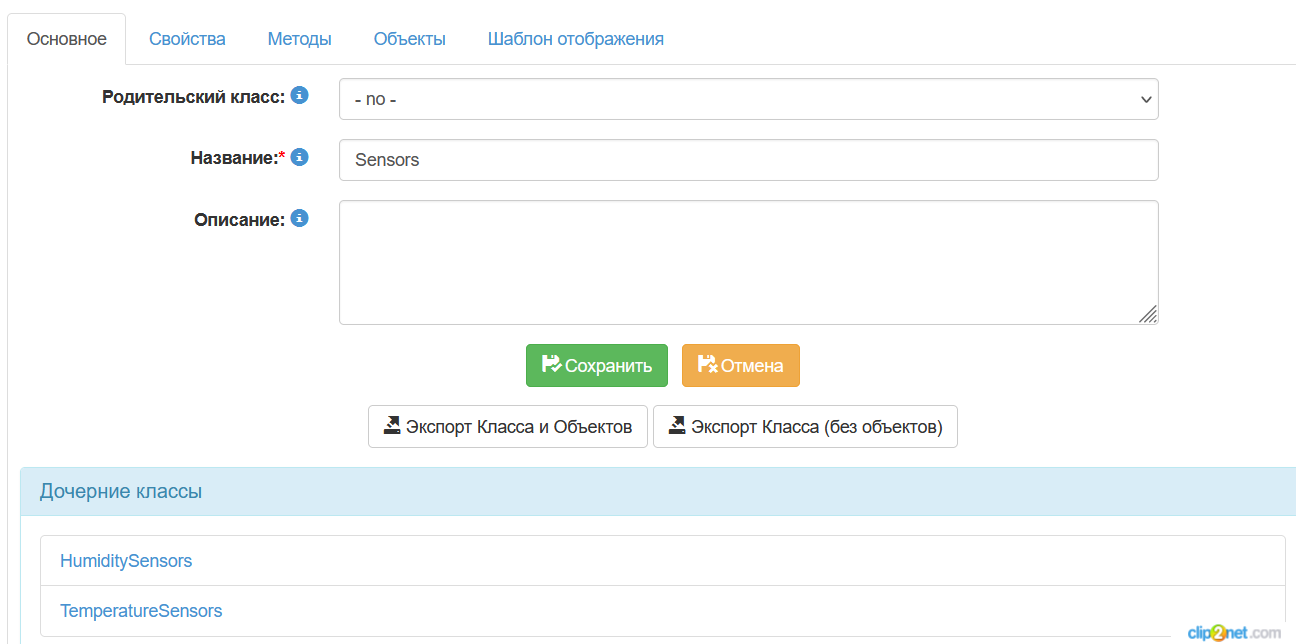 Основное Свойства Методы Объекты Шаблон отображения
Родительский класс: - no -
Название:* Sensors
Описание:
Сохранить Отмена
Экспорт Класса и Объектов Экспорт Класса (без объектов)
Дочерние классы
HumiditySensors
TemperatureSensors
clip2net.com